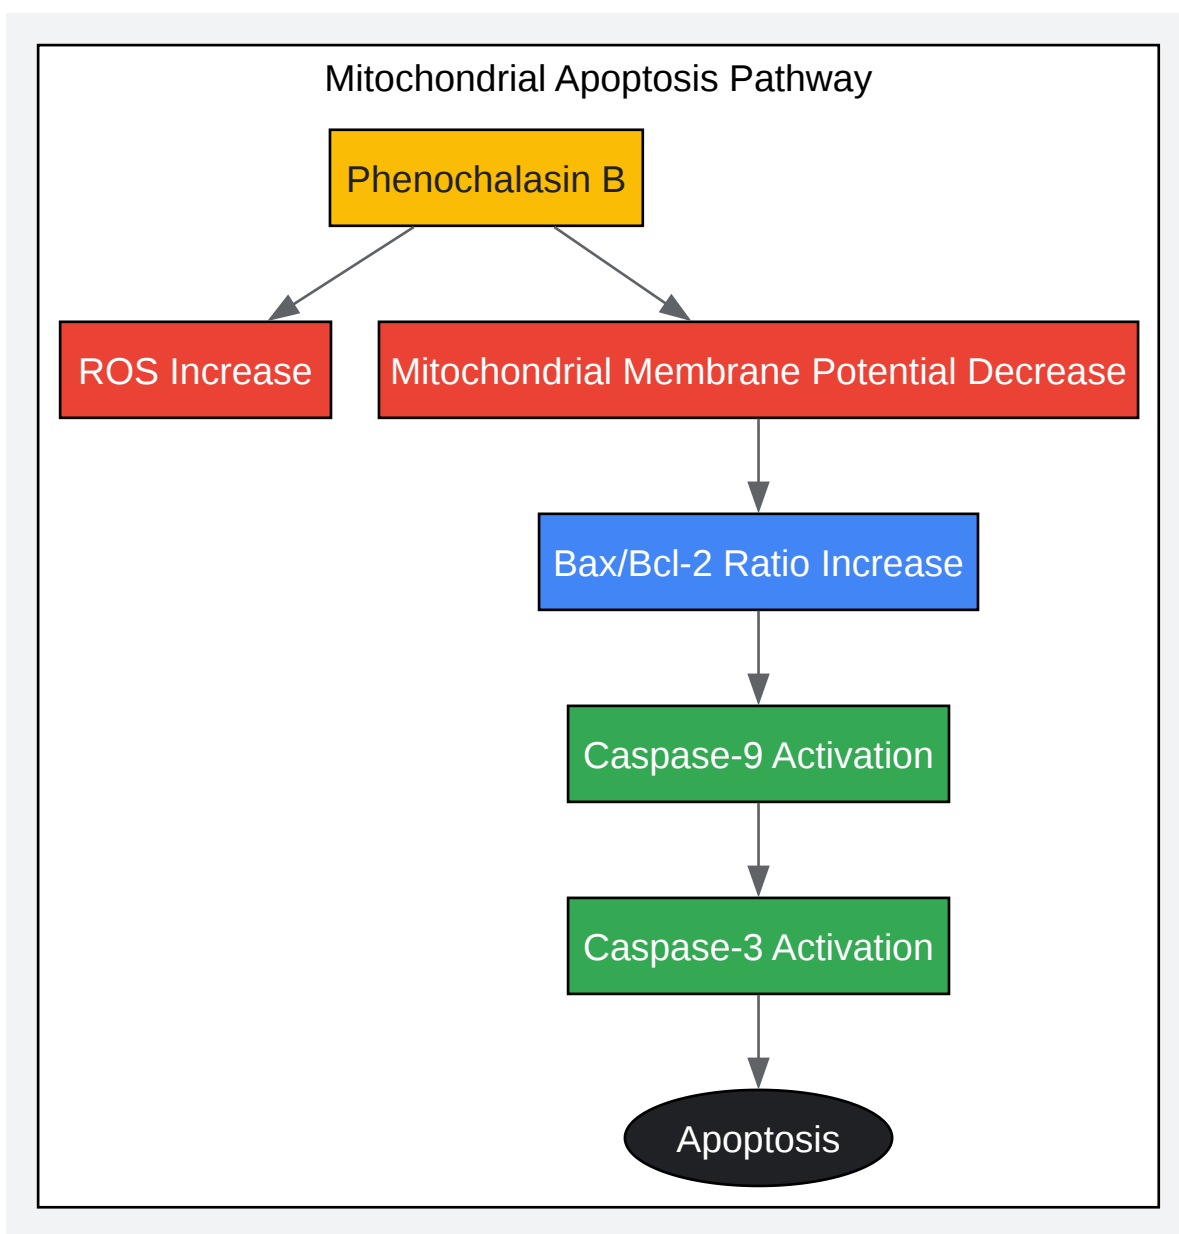 Mitochondrial Apoptosis Pathway
Phenochalasin B
ROS Increase
Mitochondrial Membrane Potential Decrease
Bax/Bcl-2 Ratio Increase
Caspase-9 Activation
Caspase-3 Activation
Apoptosis